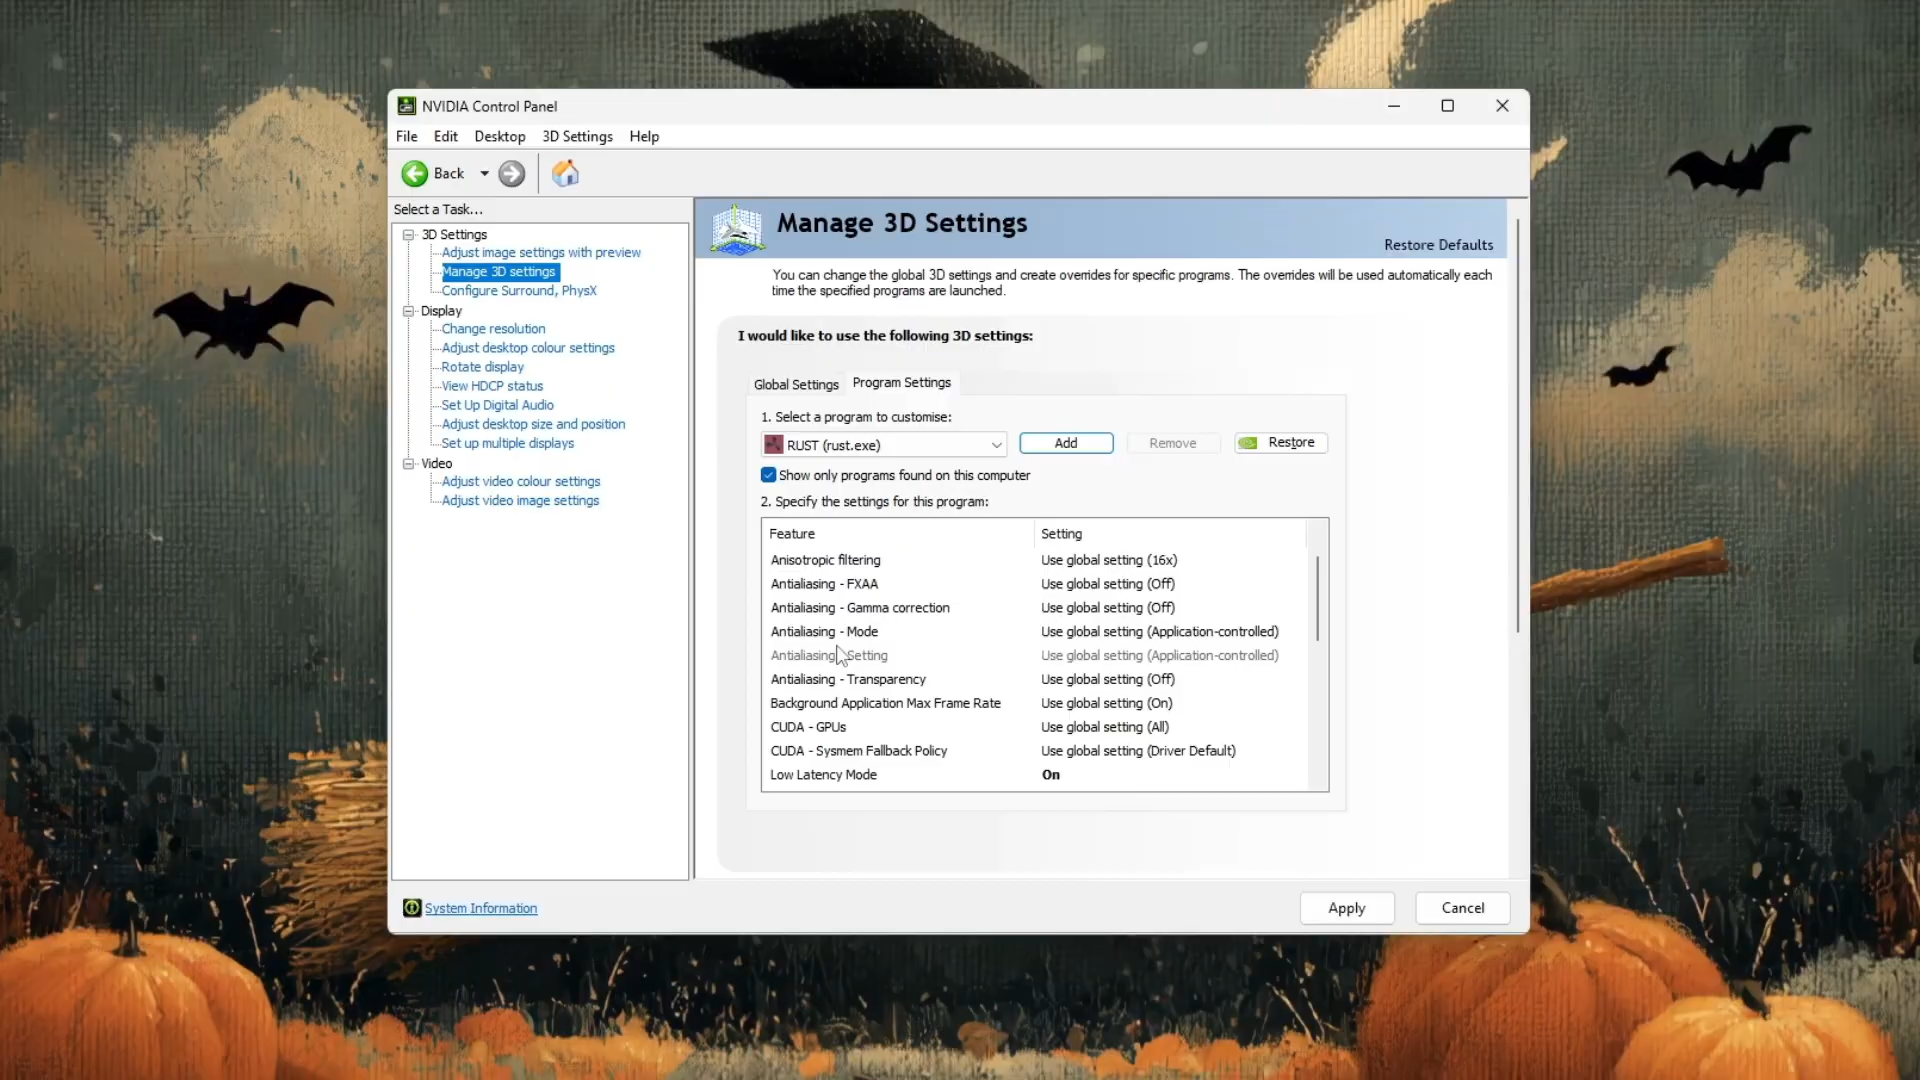 NVIDIA Control Panel
File Edit Desktop 3D Settings Help
Back
Select a Task...
3D Settings
Adjust image settings with preview
Manage 3D settings
Configure Surround, PhysX
Display
Change resolution
Adjust desktop colour settings
Rotate display
View HDCP status
Set Up Digital Audio
Adjust desktop size and position
Set up multiple displays
Video
Adjust video colour settings
Adjust video image settings
Manage 3D Settings
Restore Defaults
You can change the global 3D settings and create overrides for specific programs. The overrides will be used automatically each
time the specified programs are launched.
I would like to use the following 3D settings:
Global Settings Program Settings
1. Select a program to customise:
RUST (rust.exe) Add Remove Restore
Show only programs found on this computer
2. Specify the settings for this program:
Feature Setting
Anisotropic filtering Use global setting (16x)
Antialiasing - FXAA Use global setting (Off)
Antialiasing - Gamma correction Use global setting (Off)
Antialiasing - Mode Use global setting (Application-controlled)
Antialiasing - Setting Use global setting (Application-controlled)
Antialiasing - Transparency Use global setting (Off)
Background Application Max Frame Rate Use global setting (On)
CUDA - GPUs Use global setting (All)
CUDA - Sysmem Fallback Policy Use global setting (Driver Default)
Low Latency Mode On
System Information
Apply Cancel